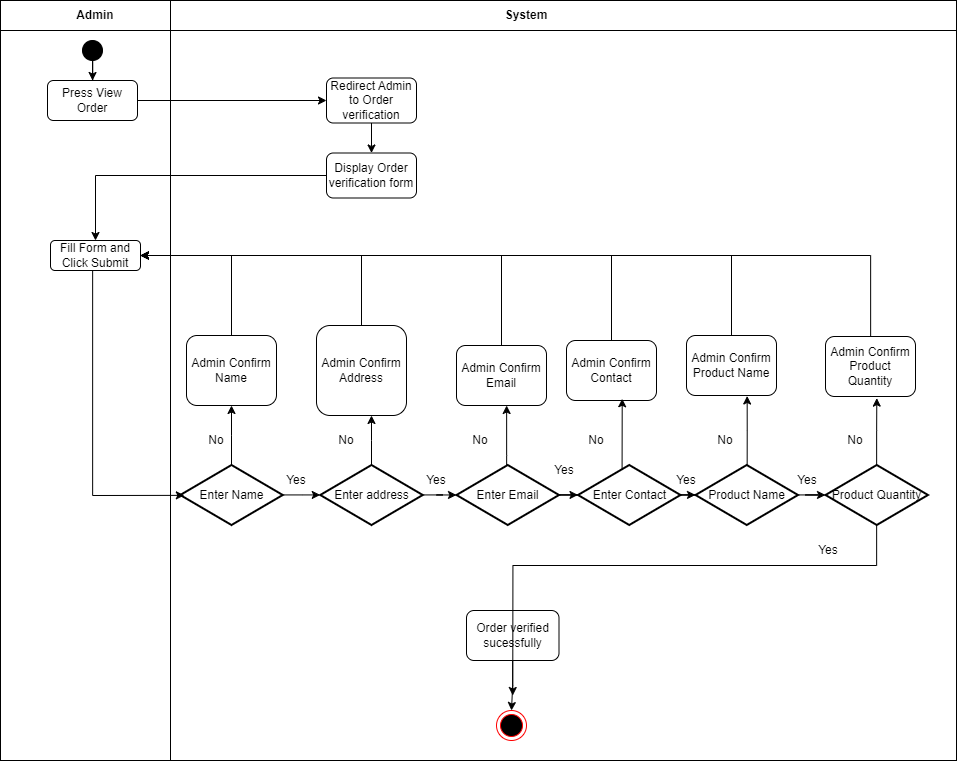 Admin
System
Press View
Order
Redirect Admin
to Order
verification
Display Order
verification form
Fill Form and
Click Submit
Admin Confirm
Name
Admin Confirm
Address
Admin Confirm
Email
Admin Confirm
Contact
Admin Confirm
Product Name
Admin Confirm
Product
Quantity
No
No
No
No
No
No
Enter Name
Yes
Enter address
Yes
Enter Email
Yes
Enter Contact
Yes
Product Name
Yes
Product Quantity
Yes
Order verified
sucessfully